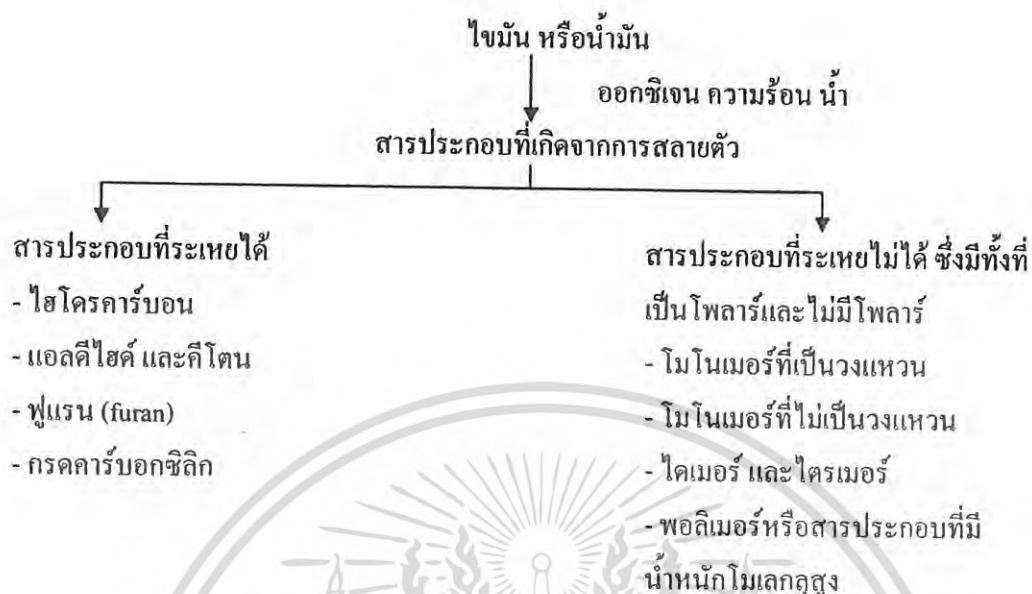 ไขมัน หรือน้ำมัน
ออกซิเจน ความร้อน น้ำ
สารประกอบที่เกิดจากการสลายตัว
สารประกอบที่ระเหยได้
- ไฮโดรคาร์บอน
- แอลดีไฮด์ และคีโตน
- ฟูแรน (furan)
- กรดคาร์บอกซิลิก
สารประกอบที่ระเหยไม่ได้ ซึ่งมีทั้งที่
เป็นโพลาร์และไม่มีโพลาร์
- โมโนเมอร์ที่เป็นวงแหวน
- โมโนเมอร์ที่ไม่เป็นวงแหวน
- ไดเมอร์ และไตรเมอร์
- พอลิเมอร์หรือสารประกอบที่มี
น้ำหนักโมเลกุลสูง